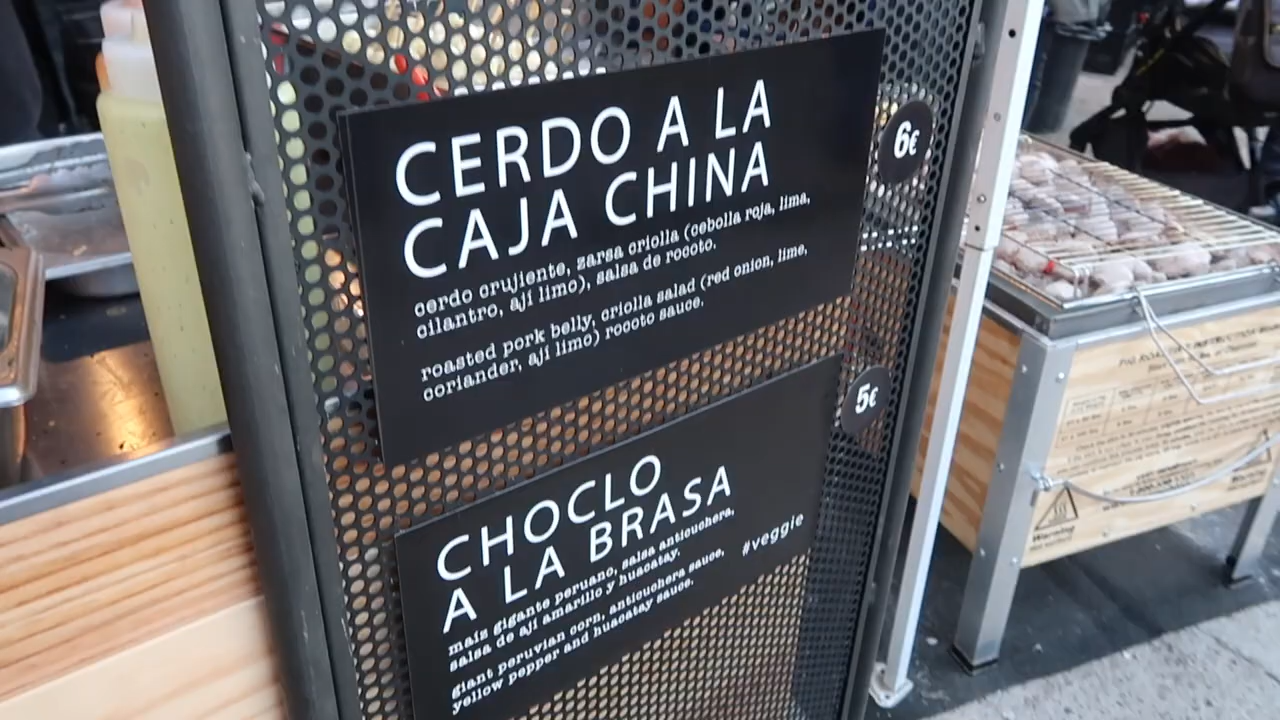 CERDO A LA
CAJA CHINA
6€
cerdo crujiente, zarsa criolla (cebolla roja, lima,
cilantro, ají limo), salsa de rocoto.
roasted pork belly, criolla salad (red onion, lime,
coriander, ají limo) rocoto sauce.
CHOCLO
A LA BRASA
5€
maiz gigante peruano, salsa anticuchera,
salsa de ají amarillo y huacatay.
#veggie
giant peruvian corn, anticuchera sauce,
yellow pepper and huacatay sauce.
Warning